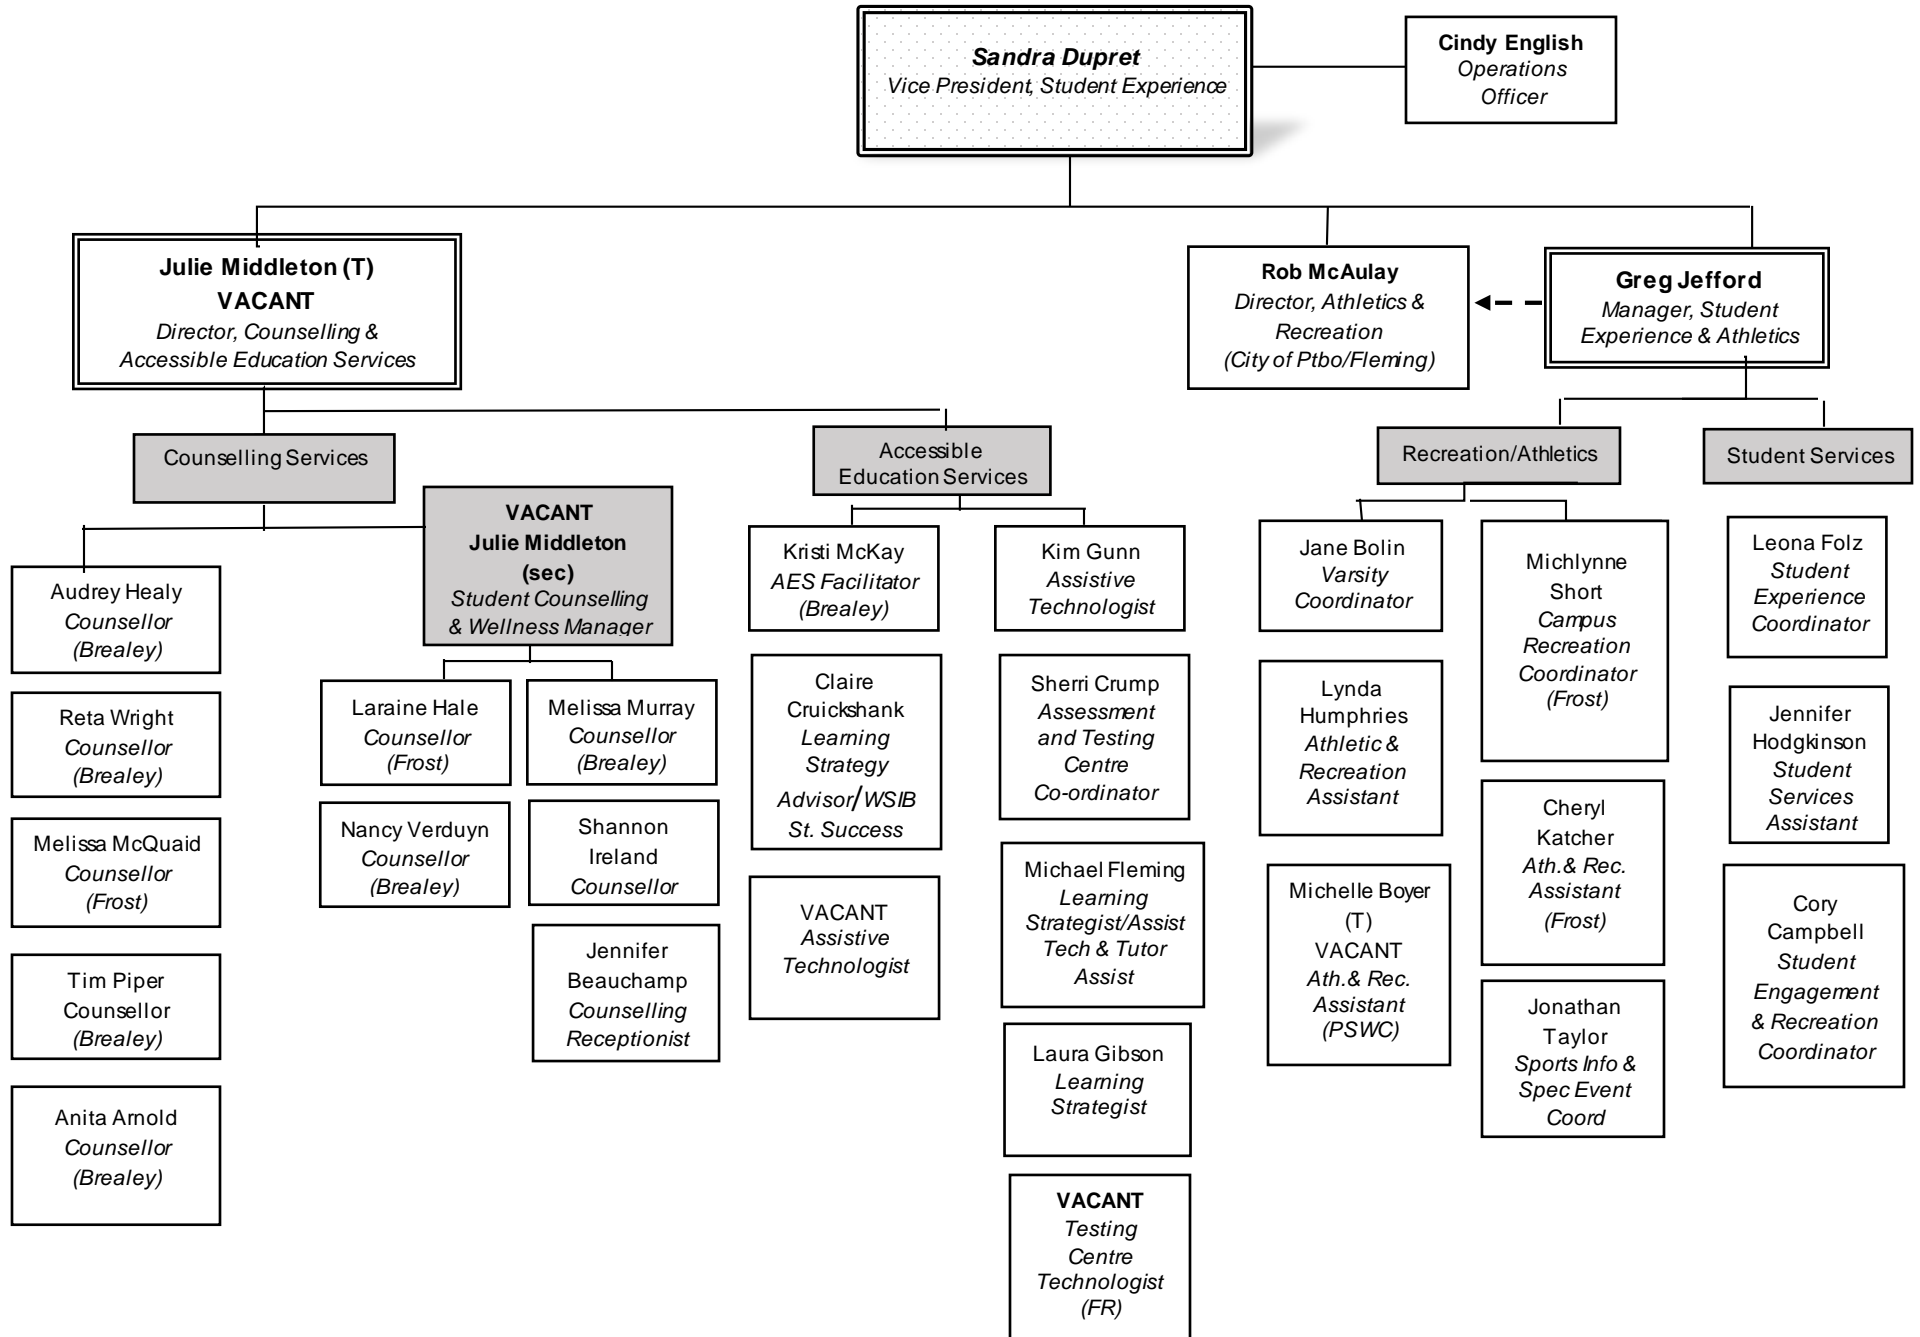 Sandra Dupret
Vice President, Student Experience
Cindy English
Operations
Officer
Julie Middleton (T)
VACANT
Director, Counselling &
Accessible Education Services
Rob McAulay
Director, Athletics &
Recreation
(City of Ptbo/Fleming)
Greg Jefford
Manager, Student
Experience & Athletics
Counselling Services
Accessible
Education Services
Recreation/Athletics
Student Services
VACANT
Julie Middleton
(sec)
Student Counselling
& Wellness Manager
Audrey Healy
Counsellor
(Brealey)
Reta Wright
Counsellor
(Brealey)
Melissa McQuaid
Counsellor
(Frost)
Tim Piper
Counsellor
(Brealey)
Anita Arnold
Counsellor
(Brealey)
Laraine Hale
Counsellor
(Frost)
Nancy Verduyn
Counsellor
(Brealey)
Melissa Murray
Counsellor
(Brealey)
Shannon
Ireland
Counsellor
Jennifer
Beauchamp
Counselling
Receptionist
Kristi McKay
AES Facilitator
(Brealey)
Claire
Cruickshank
Learning
Strategy
Advisor/WSIB
St. Success
VACANT
Assistive
Technologist
Kim Gunn
Assistive
Technologist
Sherri Crump
Assessment
and Testing
Centre
Co-ordinator
Michael Fleming
Learning
Strategist/Assist
Tech & Tutor
Assist
Laura Gibson
Learning
Strategist
VACANT
Testing
Centre
Technologist
(FR)
Jane Bolin
Varsity
Coordinator
Lynda
Humphries
Athletic &
Recreation
Assistant
Michelle Boyer
(T)
VACANT
Ath.& Rec.
Assistant
(PSWC)
Michlynne
Short
Campus
Recreation
Coordinator
(Frost)
Cheryl
Katcher
Ath.& Rec.
Assistant
(Frost)
Jonathan
Taylor
Sports Info &
Spec Event
Coord
Leona Folz
Student
Experience
Coordinator
Jennifer
Hodgkinson
Student
Services
Assistant
Cory
Campbell
Student
Engagement
& Recreation
Coordinator